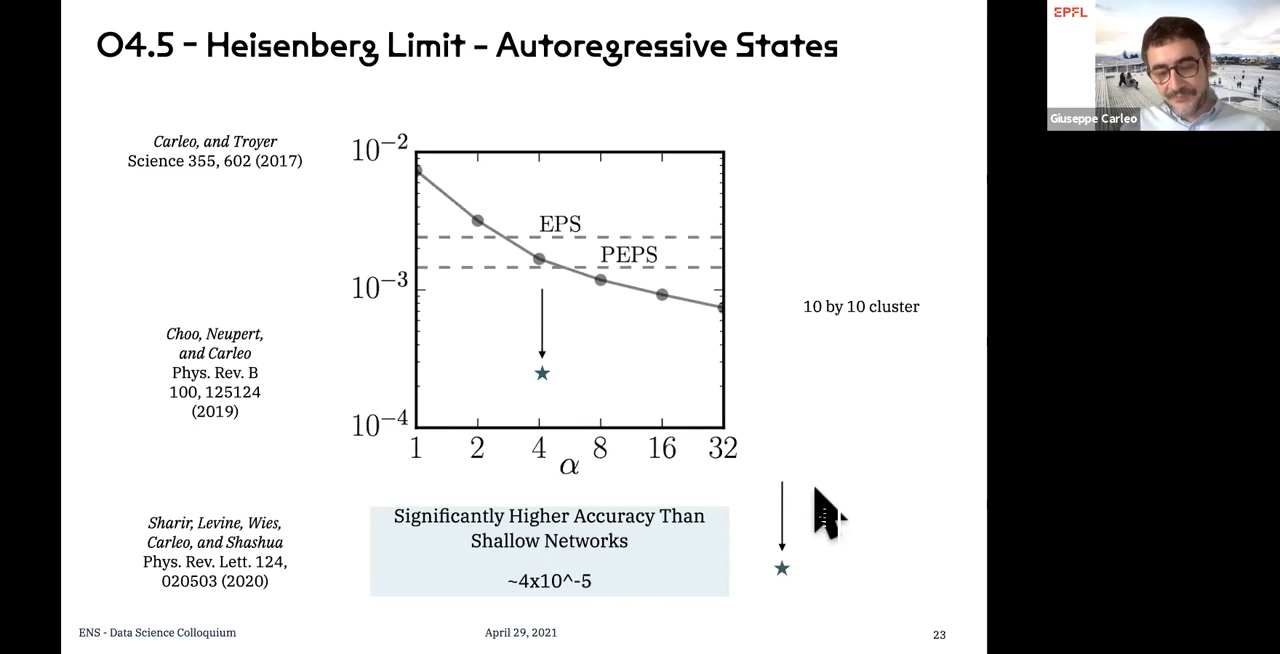 04.5 - Heisenberg Limit - Autoregressive States
EPFL
Giuseppe Carleo
Carleo, and Troyer
Science 355, 602 (2017)
Choo, Neupert,
and Carleo
Phys. Rev. B
100, 125124
(2019)
Sharir, Levine, Wies,
Carleo, and Shashua
Phys. Rev. Lett. 124,
020503 (2020)
10⁻²
10⁻³
10⁻⁴
EPS
PEPS
1 2 4 8 16 32
α
10 by 10 cluster
Significantly Higher Accuracy Than
Shallow Networks
~4x10^-5
ENS - Data Science Colloquium
April 29, 2021
23